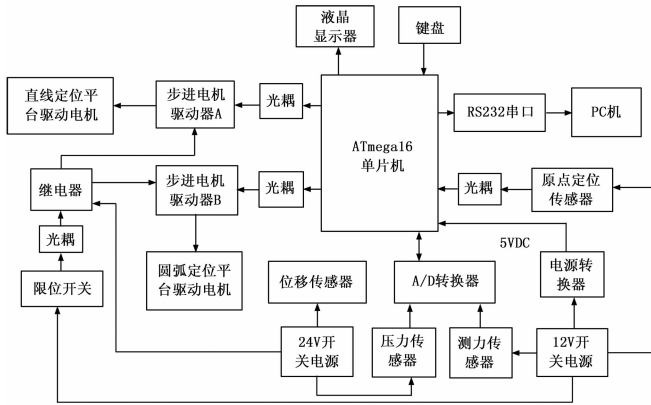 液晶
显示器
键盘
直线定位平
台驱动电机
步进电机
驱动器A
光耦
ATmega16
单片机
RS232串口
PC机
继电器
步进电机
驱动器B
光耦
光耦
原点定位
传感器
光耦
5VDC
限位开关
圆弧定位平
台驱动电机
位移传感器
A/D转换器
电源转
换器
24V开
关电源
压力传
感器
测力传
感器
12V开
关电源